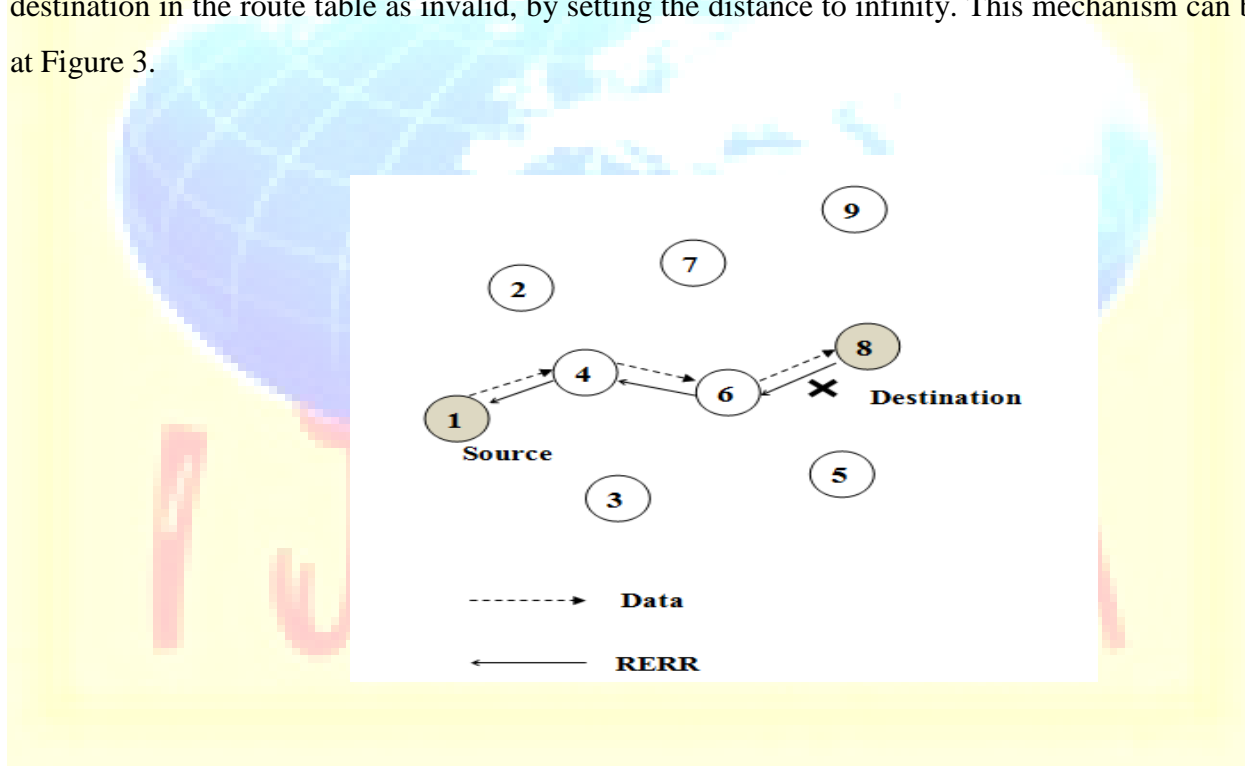 destination in the route table as invalid, by setting the distance to infinity. This mechanism can
at Figure 3.
9
7
2
8
4
6
Destination
1
Source
5
3
Data
RERR